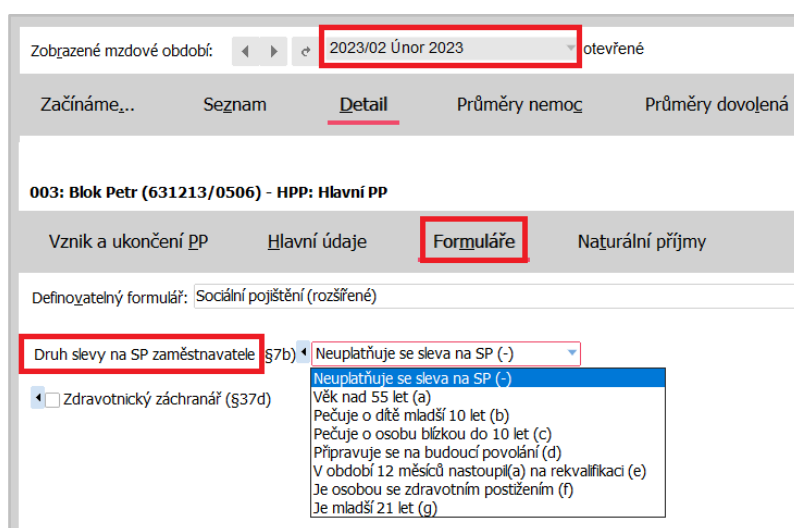 Zobrazené mzdové období: 2023/02 Únor 2023 otevřené
Začínáme... Seznam Detail Průměry nemoc Průměry dovolená
003: Blok Petr (631213/0506) - HPP: Hlavní PP
Vznik a ukončení PP Hlavní údaje Formuláře Naturální příjmy
Definovatelný formulář: Sociální pojištění (rozšířené)
Druh slevy na SP zaměstnavatele (§7b) Neuplatňuje se sleva na SP (-)
Neuplatňuje se sleva na SP (-)
Zdravotnický záchranář (§37d)
Věk nad 55 let (a)
Pečuje o dítě mladší 10 let (b)
Pečuje o osobu blízkou do 10 let (c)
Připravuje se na budoucí povolání (d)
V období 12 měsíců nastoupil(a) na rekvalifikaci (e)
Je osobou se zdravotním postižením (f)
Je mladší 21 let (g)